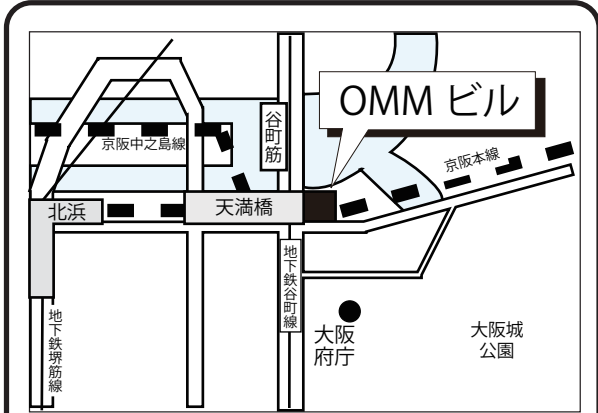 OMM ビル
谷町筋
京阪中之島線
京阪本線
北浜
天満橋
地下鉄谷町線
地下鉄堺筋線
大阪
府庁
大阪城
公園